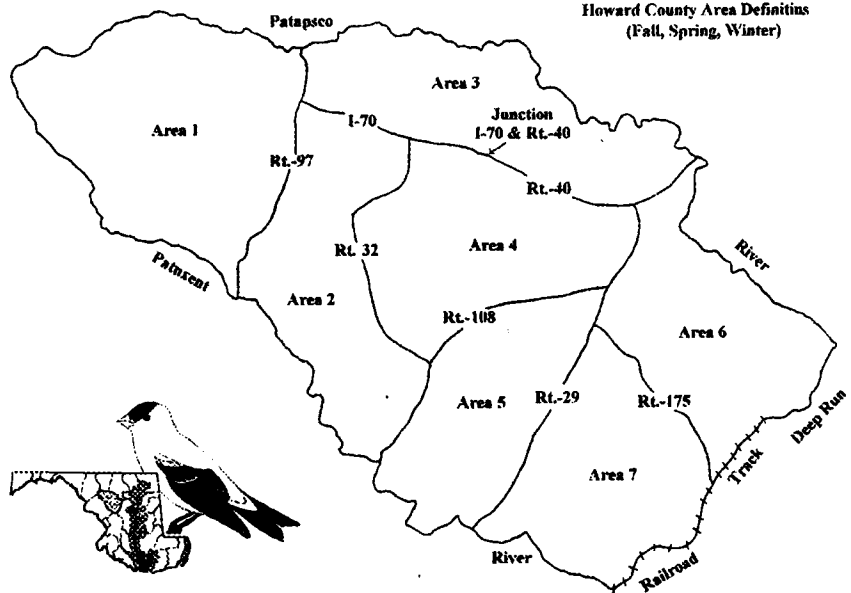 Howard County Area Definitins
(Fall, Spring, Winter)
Patapsco
Area 3
Junction
I-70 & Rt.-40
Area 1
I-70
Rt.-97
Rt.-40
Rt. 32
Area 4
River
Patuxent
Area 2
Rt.-108
Area 6
Area 5
Rt.-29
Rt.-175
Deep Run
Area 7
Track
River
Railroad